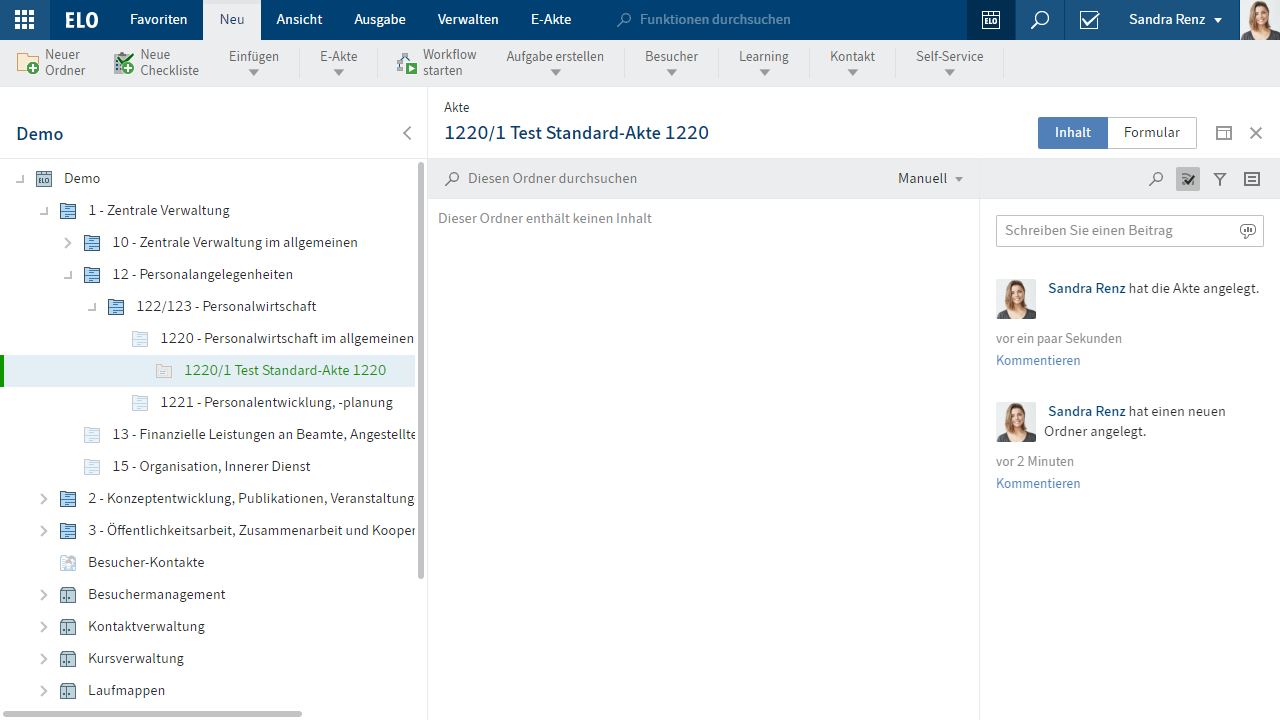 ELO Favoriten Neu Ansicht Ausgabe Verwalten E-Akte Funktionen durchsuchen ELO Sandra Renz
Neuer Ordner Neue Checkliste Einfügen E-Akte Workflow starten Aufgabe erstellen Besucher Learning Kontakt Self-Service
Demo
Akte
1220/1 Test Standard-Akte 1220
Inhalt Formular
ELO Demo
1 - Zentrale Verwaltung
10 - Zentrale Verwaltung im allgemeinen
12 - Personalangelegenheiten
122/123 - Personalwirtschaft
1220 - Personalwirtschaft im allgemeinen
1220/1 Test Standard-Akte 1220
1221 - Personalentwicklung, -planung
13 - Finanzielle Leistungen an Beamte, Angestellte
15 - Organisation, Innerer Dienst
2 - Konzeptentwicklung, Publikationen, Veranstaltung
3 - Öffentlichkeitsarbeit, Zusammenarbeit und Kooper
Besucher-Kontakte
Besuchermanagement
Kontaktverwaltung
Kursverwaltung
Laufmappen
Diesen Ordner durchsuchen Manuell
Dieser Ordner enthält keinen Inhalt
Schreiben Sie einen Beitrag
Sandra Renz hat die Akte angelegt.
vor ein paar Sekunden
Kommentieren
Sandra Renz hat einen neuen
Ordner angelegt.
vor 2 Minuten
Kommentieren